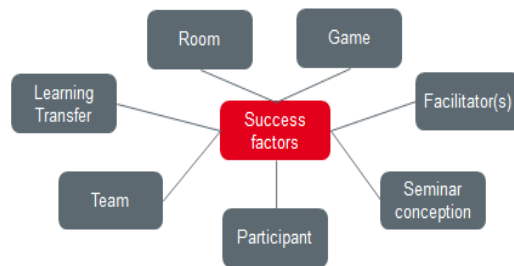 Room
Game
Learning
Transfer
Facilitator(s)
Success
factors
Team
Seminar
conception
Participant